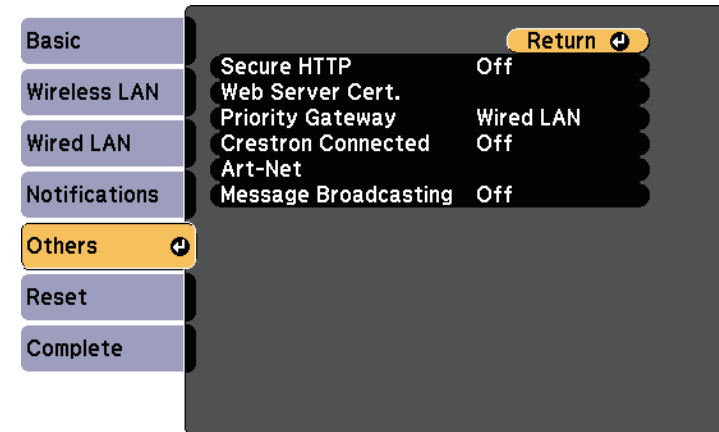 Basic
Wireless LAN
Wired LAN
Notifications
Others
Reset
Complete
Return
Secure HTTP Off
Web Server Cert.
Priority Gateway Wired LAN
Crestron Connected Off
Art-Net
Message Broadcasting Off